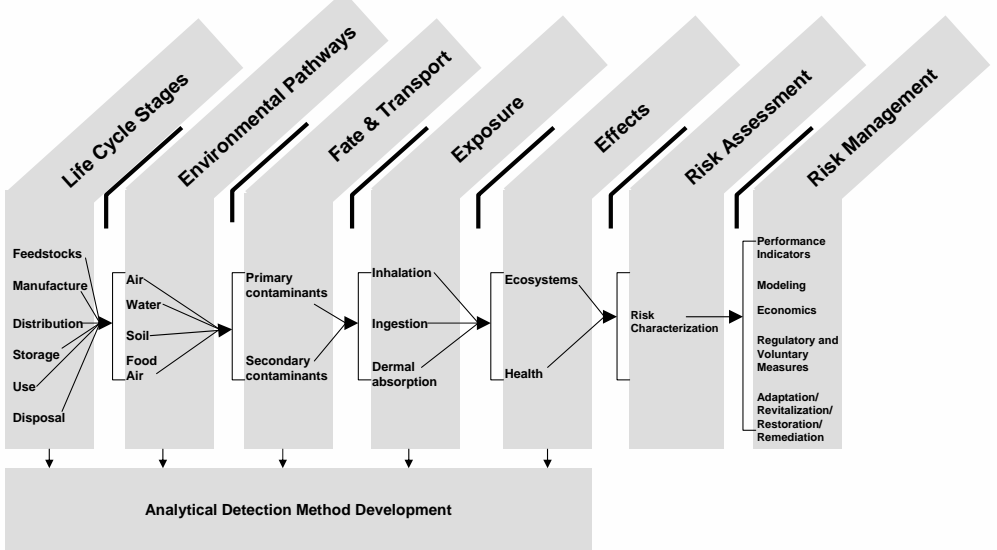 Life Cycle Stages
Environmental Pathways
Fate & Transport
Exposure
Effects
Risk Assessment
Risk Management
Feedstocks
Manufacture
Distribution
Storage
Use
Disposal
Air
Water
Soil
Food
Air
Primary
contaminants
Secondary
contaminants
Inhalation
Ingestion
Dermal
absorption
Ecosystems
Health
Risk
Characterization
Performance
Indicators
Modeling
Economics
Regulatory and
Voluntary
Measures
Adaptation/
Revitalization/
Restoration/
Remediation
Analytical Detection Method Development